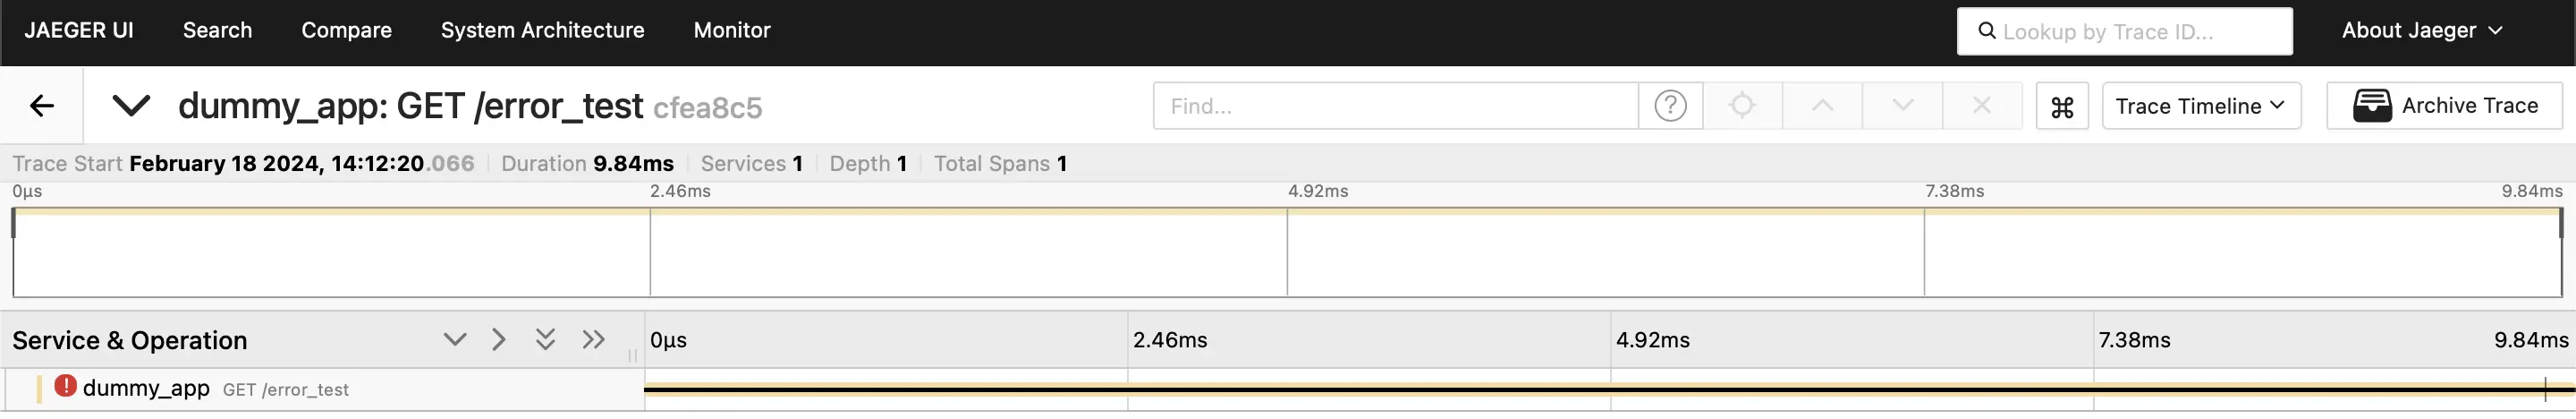 JAEGER UI Search Compare System Architecture Monitor Lookup by Trace ID... About Jaeger
dummy_app: GET /error_test cfea8c5 Find... Trace Timeline Archive Trace
Trace Start February 18 2024, 14:12:20.066 Duration 9.84ms Services 1 Depth 1 Total Spans 1
0μs 2.46ms 4.92ms 7.38ms 9.84ms
Service & Operation 0μs 2.46ms 4.92ms 7.38ms 9.84ms
dummy_app GET /error_test